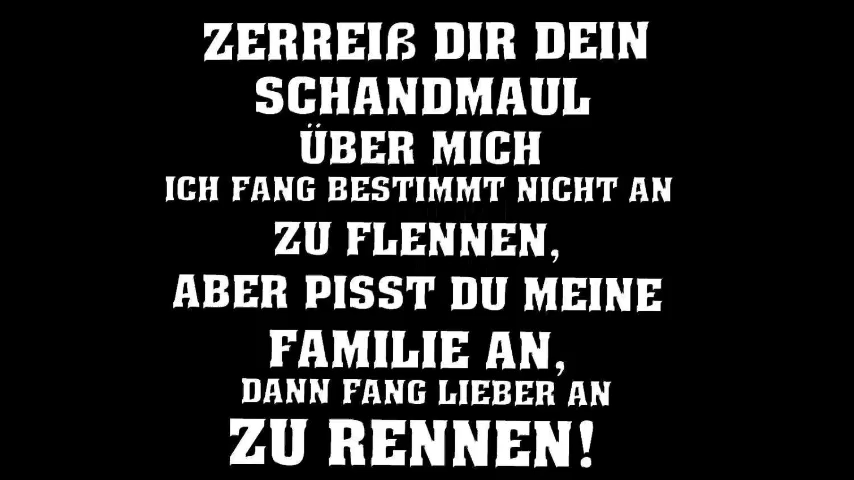 ZERREIß DIR DEIN
SCHANDMAUL
ÜBER MICH
ICH FANG BESTIMMT NICHT AN
ZU FLENNEN,
ABER PISST DU MEINE
FAMILIE AN,
DANN FANG LIEBER AN
ZU RENNEN!